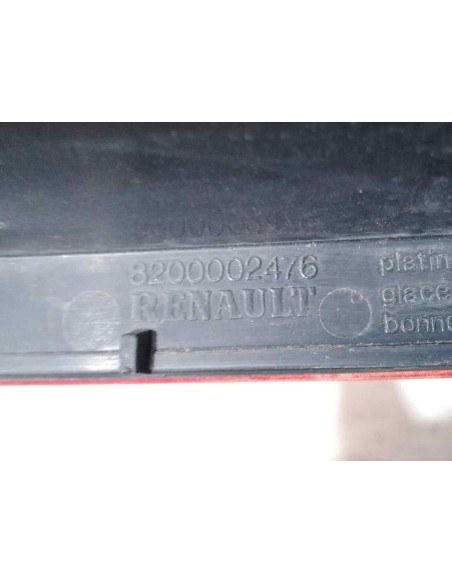 8200002476
RENAULT
platin
glace
bonne